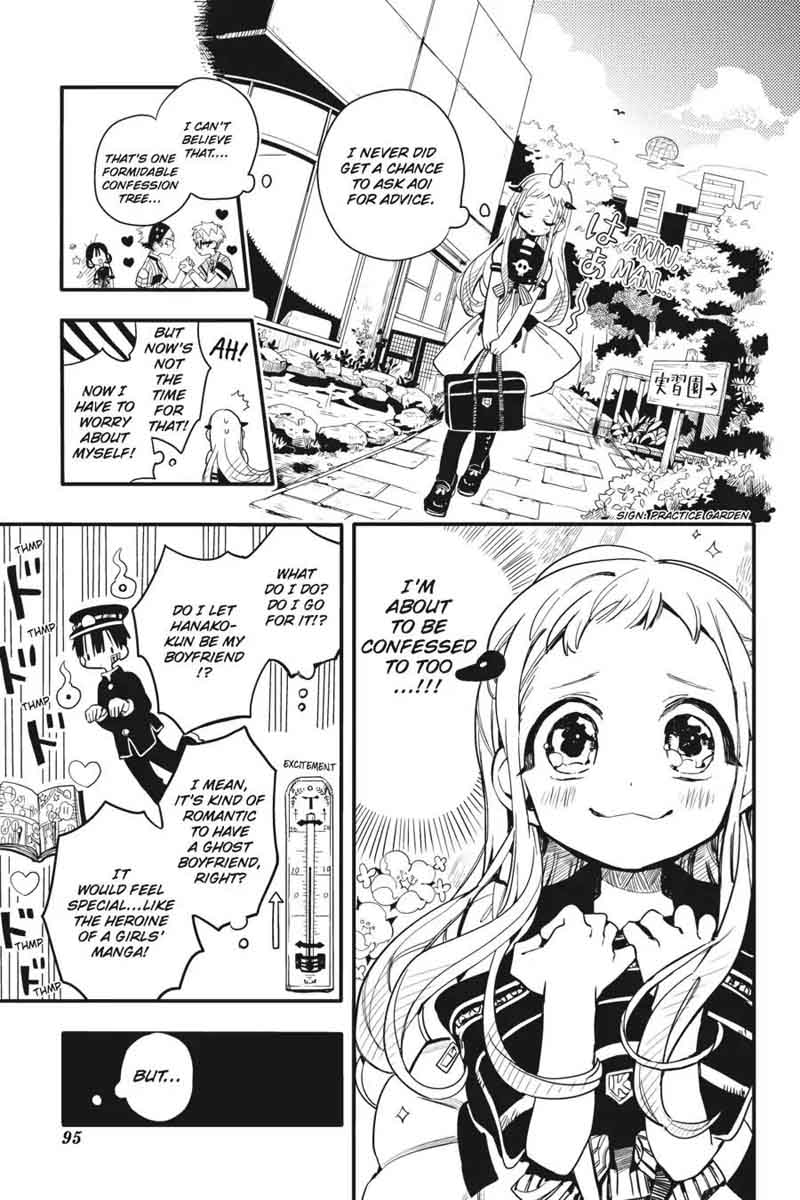 I NEVER DID
GET A CHANCE
TO ASK AOI
FOR ADVICE.
はぁあ
AWW,
MAN...
実習園→
SIGN: PRACTICE GARDEN
I CAN'T
BELIEVE
THAT....
THAT'S ONE
FORMIDABLE
CONFESSION
TREE...
AH!
BUT
NOW'S
NOT
THE
TIME
FOR
THAT!
NOW I
HAVE TO
WORRY
ABOUT
MYSELF!
I'M
ABOUT
TO BE
CONFESSED
TO TOO
...!!!
K
WHAT
DO I DO?
DO I GO
FOR IT!?
DO I LET
HANAKO-
KUN BE MY
BOYFRIEND
!?
THMP
ド
THMP
ド
THMP
ド
I MEAN,
IT'S KIND OF
ROMANTIC
TO HAVE
A GHOST
BOYFRIEND,
RIGHT?
IT
WOULD FEEL
SPECIAL...LIKE
THE HEROINE
OF A GIRLS'
MANGA!
EXCITEMENT
T
THMP
ド
THMP
ド
THMP
BUT...
95